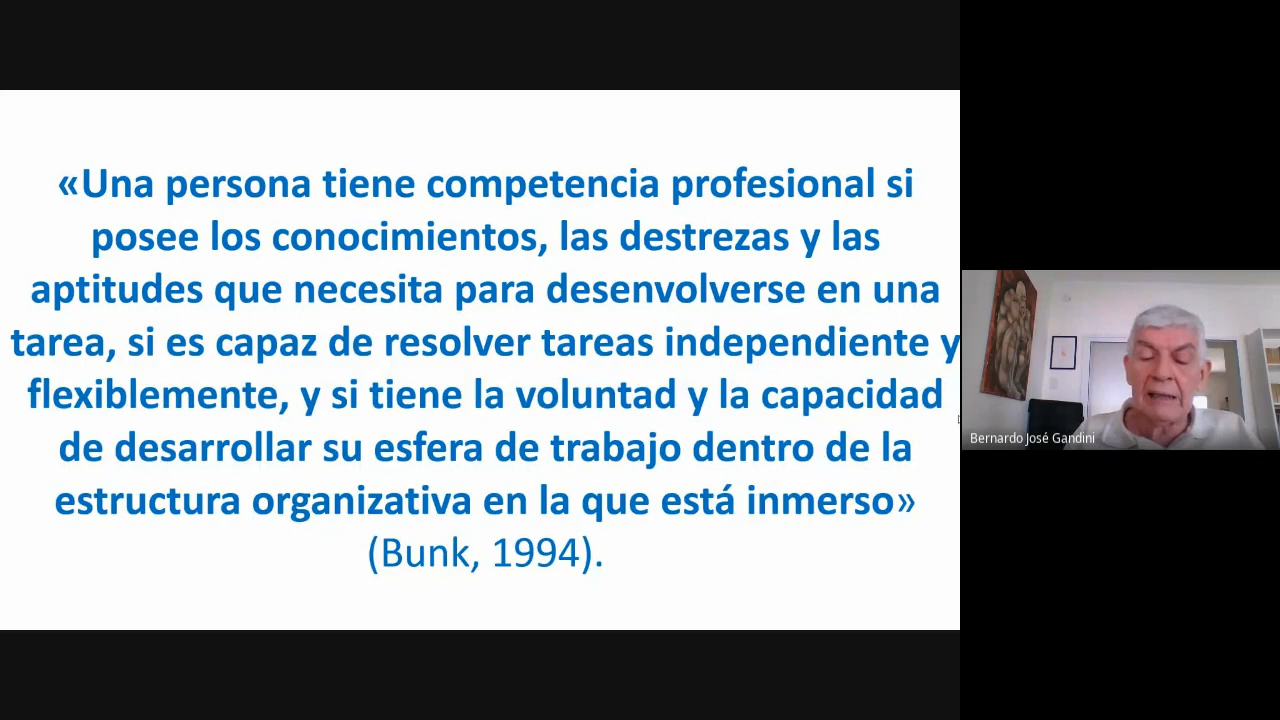 «Una persona tiene competencia profesional si
posee los conocimientos, las destrezas y las
aptitudes que necesita para desenvolverse en una
tarea, si es capaz de resolver tareas independiente y
flexiblemente, y si tiene la voluntad y la capacidad
de desarrollar su esfera de trabajo dentro de la
estructura organizativa en la que está inmerso»
(Bunk, 1994).
Bernardo José Gandini